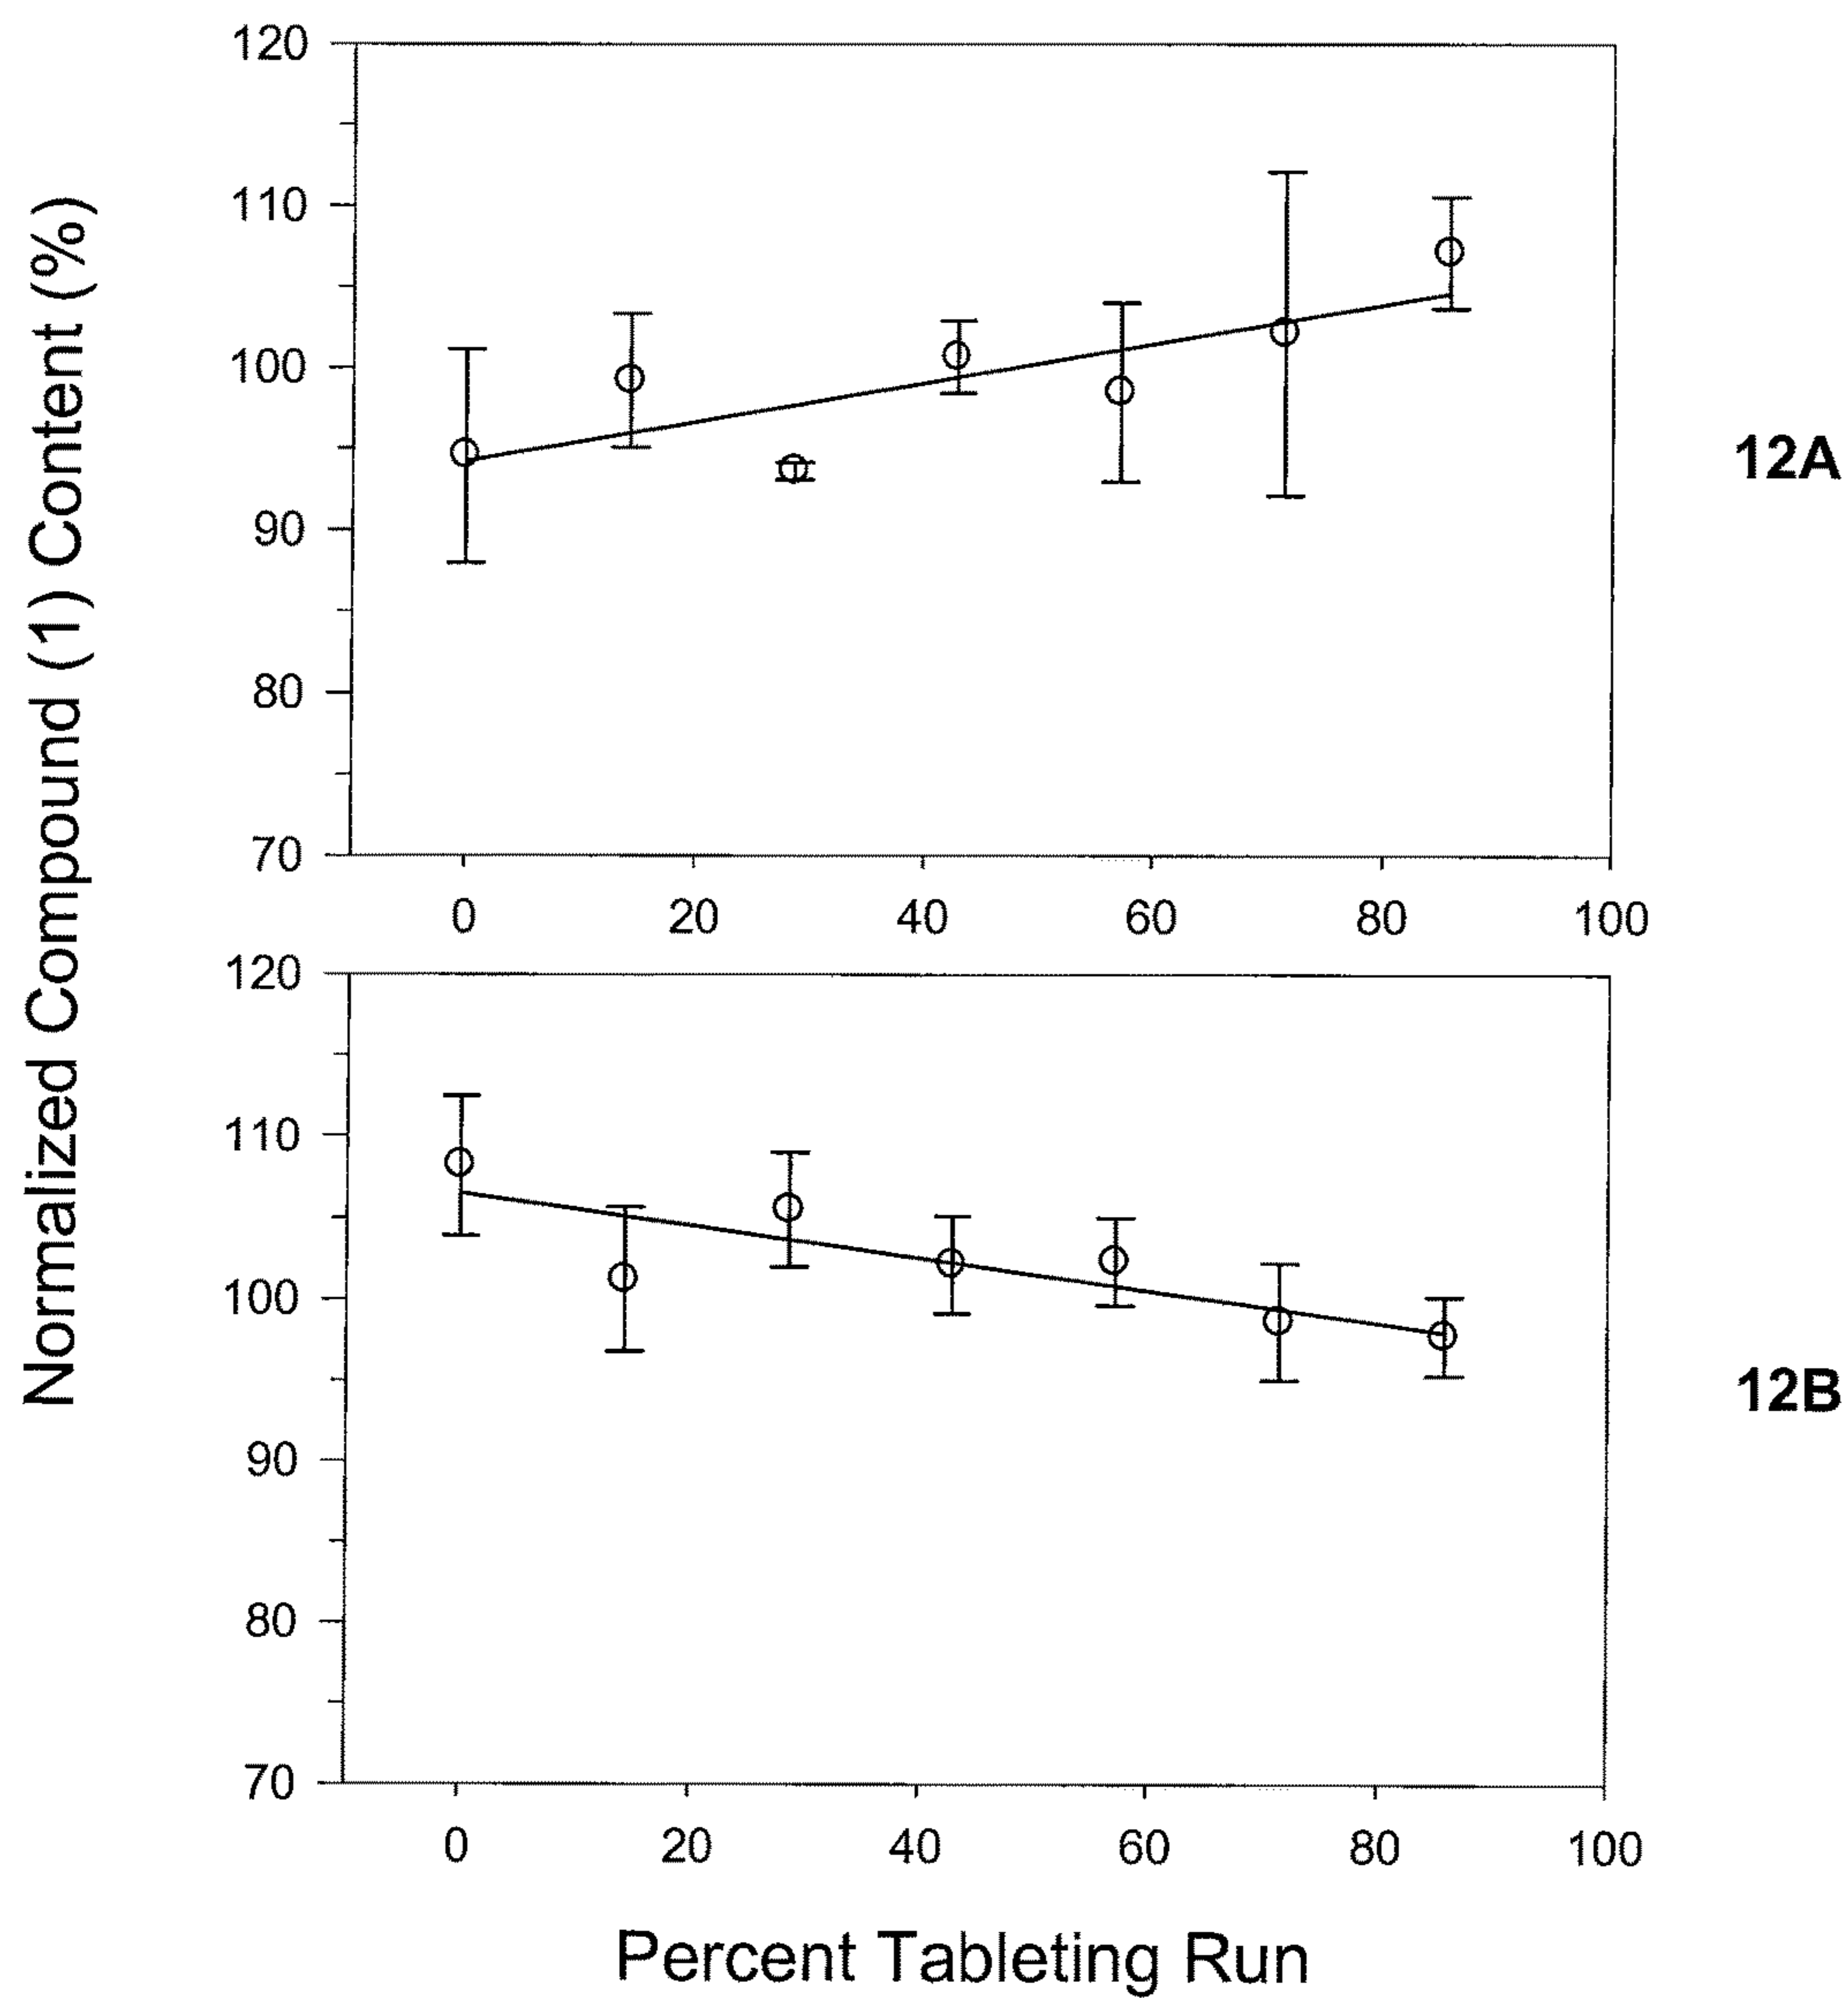 Normalized Compound (1) Content (%)
120
110
100
90
80
70
0 20 40 60 80 100
12A
120
110
100
90
80
70
0 20 40 60 80 100
12B
Percent Tableting Run